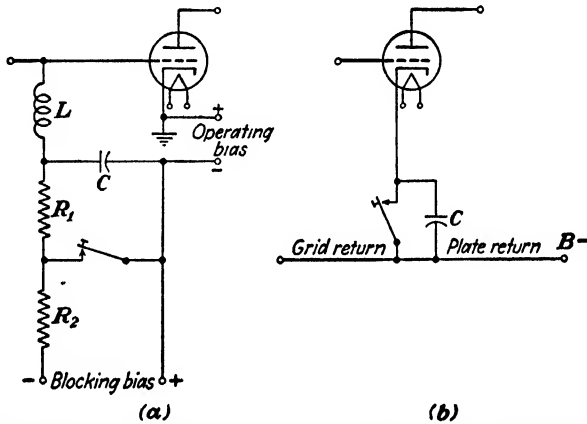 L
+
Operating
bias
-
C
R1
R2
- Blocking bias +
(a)
C
Grid return
Plate return
B-
(b)